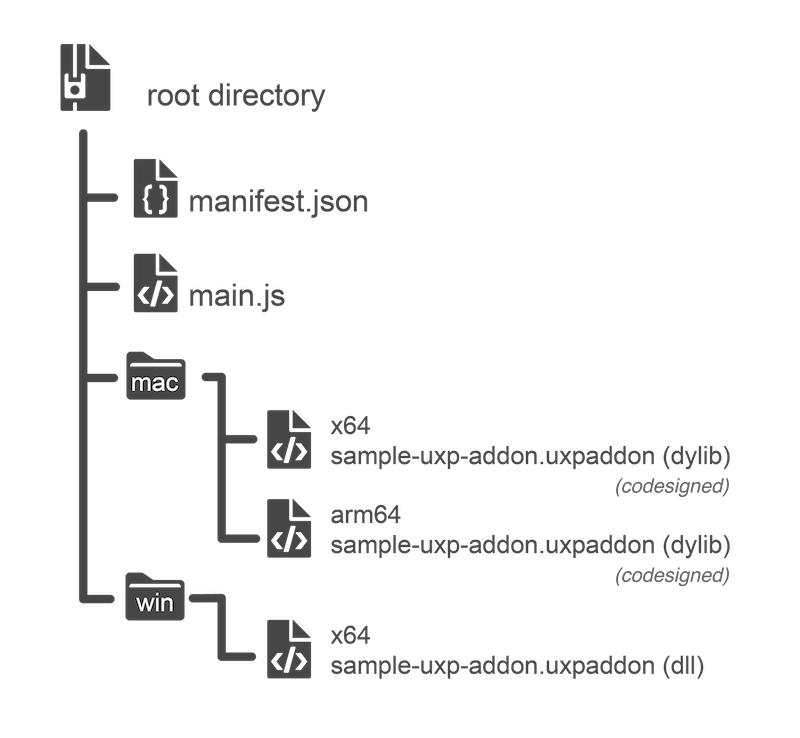 root directory
{}
manifest.json
</>
main.js
mac
</>
x64
sample-uxp-addon.uxpaddon (dylib)
(codesigned)
</>
arm64
sample-uxp-addon.uxpaddon (dylib)
(codesigned)
win
</>
x64
sample-uxp-addon.uxpaddon (dll)